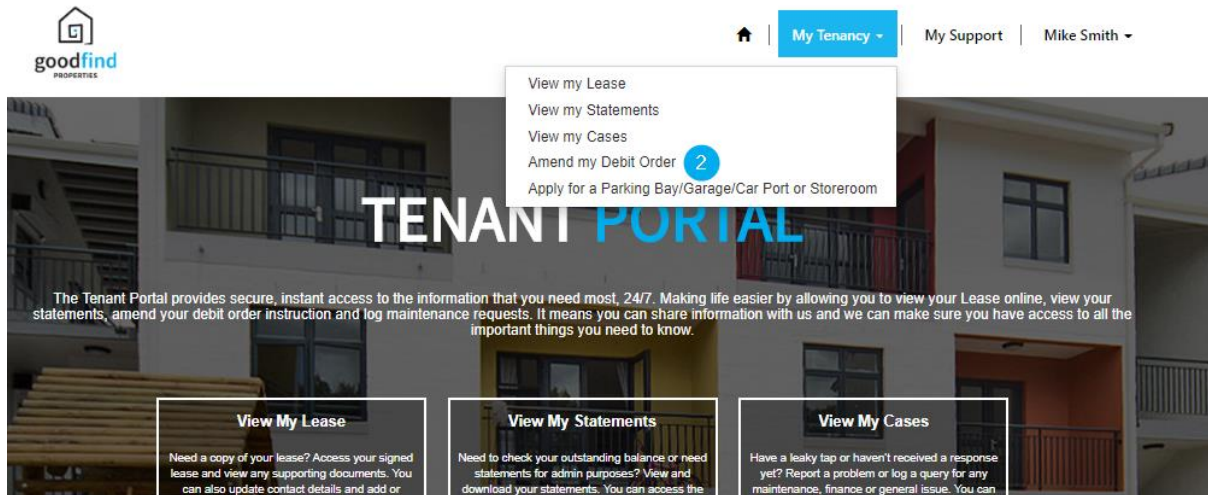 goodfind
PROPERTIES
My Tenancy
My Support
Mike Smith
View my Lease
View my Statements
View my Cases
Amend my Debit Order 2
Apply for a Parking Bay/Garage/Car Port or Storeroom
TENANT PORTAL
The Tenant Portal provides secure, instant access to the information that you need most, 24/7. Making life easier by allowing you to view your Lease online, view your
statements, amend your debit order instruction and log maintenance requests. It means you can share information with us and we can make sure you have access to all the
important things you need to know.
View My Lease
Need a copy of your lease? Access your signed
lease and view any supporting documents. You
can also update contact details and add or
View My Statements
Need to check your outstanding balance or need
statements for admin purposes? View and
download your statements. You can access the
View My Cases
Have a leaky tap or haven't received a response
yet? Report a problem or log a query for any
maintenance, finance or general issue. You can